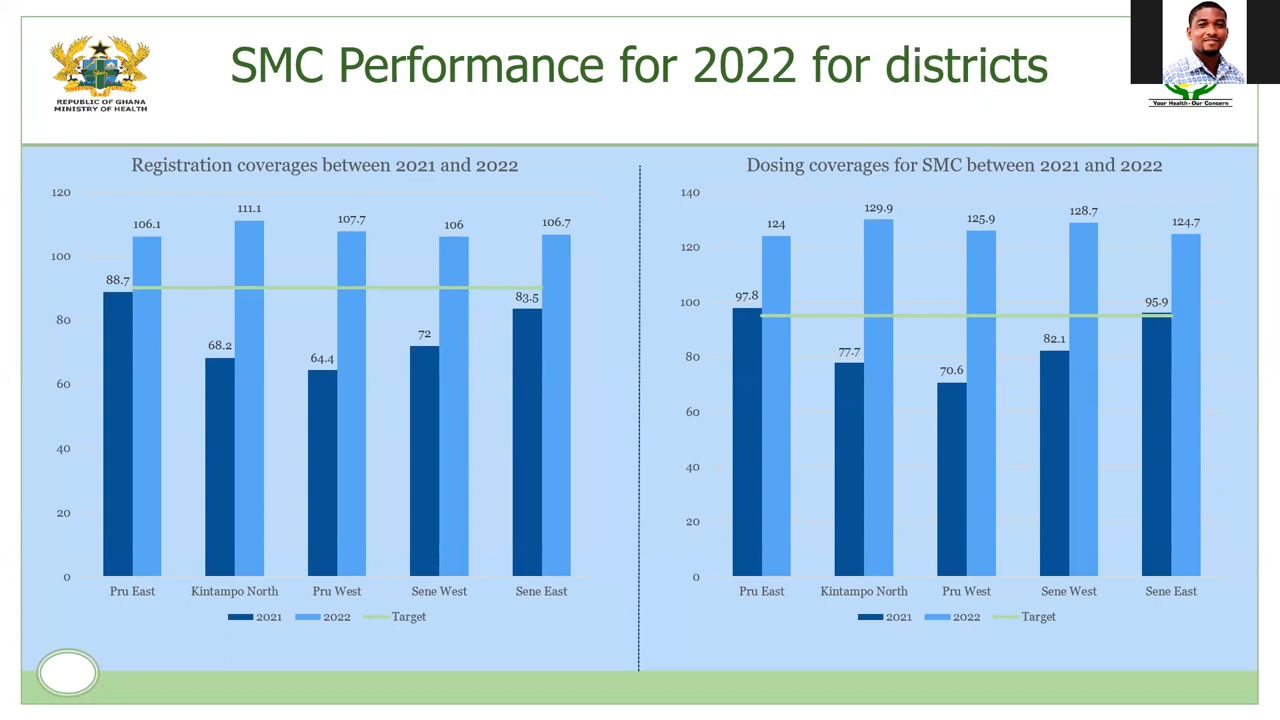 SMC Performance for 2022 for districts
REPUBLIC OF GHANA
MINISTRY OF HEALTH
Your Health - Our Concern
Registration coverages between 2021 and 2022
120
100
80
60
40
20
0
106.1
111.1
107.7
106
106.7
88.7
68.2
64.4
72
83.5
Pru East
Kintampo North
Pru West
Sene West
Sene East
2021
2022
Target
Dosing coverages for SMC between 2021 and 2022
140
120
100
80
60
40
20
0
124
129.9
125.9
128.7
124.7
97.8
77.7
70.6
82.1
95.9
Pru East
Kintampo North
Pru West
Sene West
Sene East
2021
2022
Target